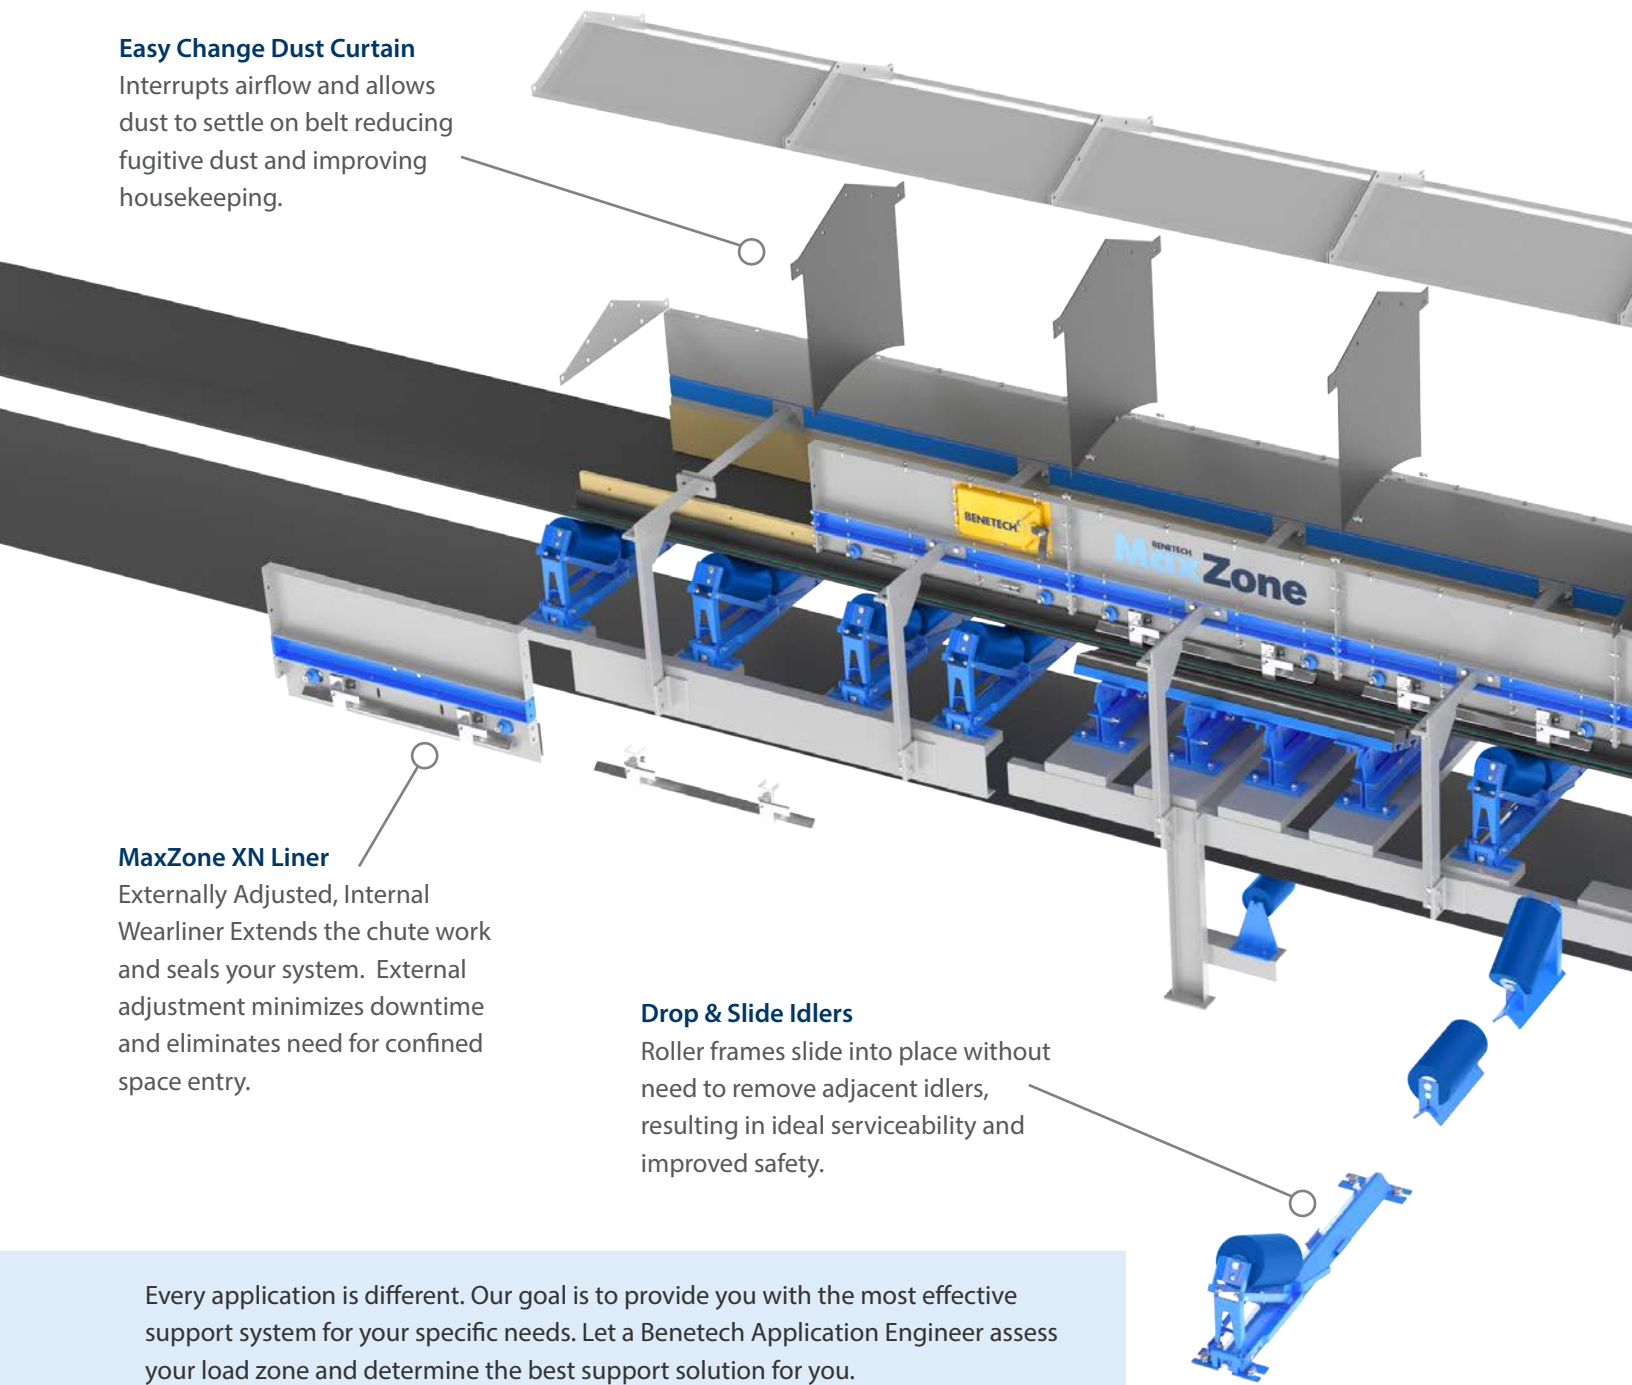 Easy Change Dust Curtain
Interrupts airflow and allows
dust to settle on belt reducing
fugitive dust and improving
housekeeping.
BENETECH
BENETECH
MaxZone
MaxZone XN Liner
Externally Adjusted, Internal
Wearliner Extends the chute work
and seals your system.  External
adjustment minimizes downtime
and eliminates need for confined
space entry.
Drop & Slide Idlers
Roller frames slide into place without
need to remove adjacent idlers,
resulting in ideal serviceability and
improved safety.
Every application is different. Our goal is to provide you with the most effective
support system for your specific needs. Let a Benetech Application Engineer assess
your load zone and determine the best support solution for you.